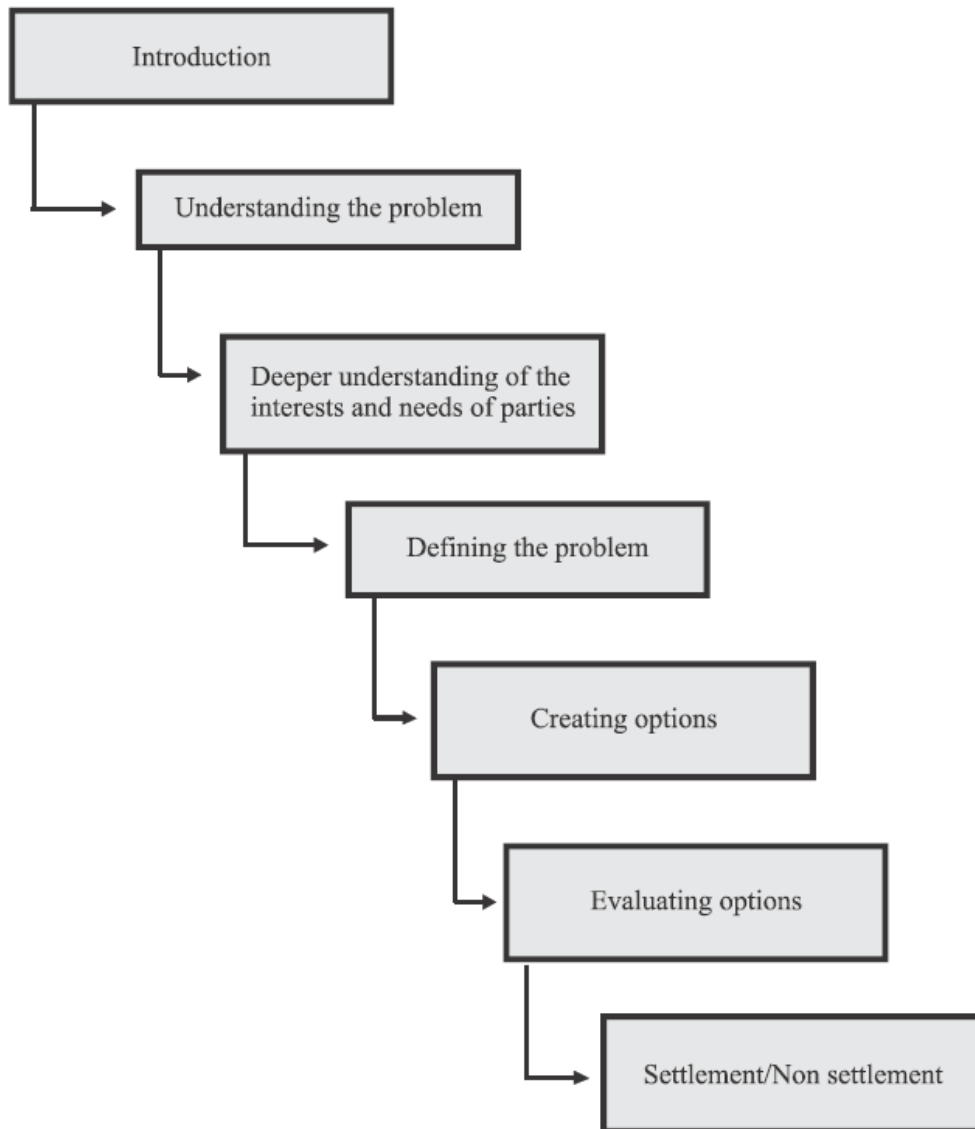 Introduction
Understanding the problem
Deeper understanding of the
interests and needs of parties
Defining the problem
Creating options
Evaluating options
Settlement/Non settlement